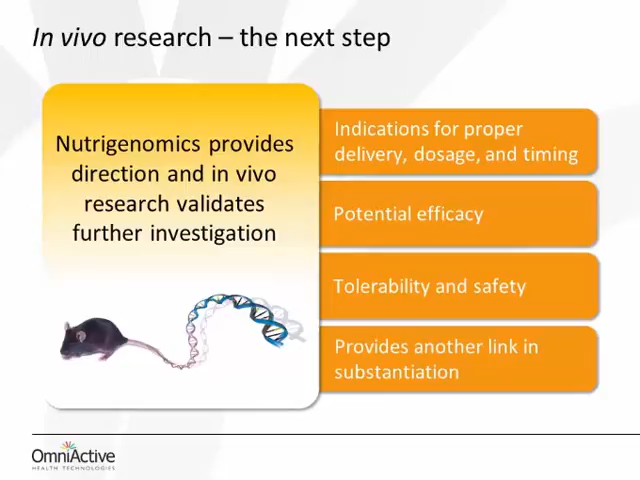 In vivo research – the next step
Nutrigenomics provides
direction and in vivo
research validates
further investigation
Indications for proper
delivery, dosage, and timing
Potential efficacy
Tolerability and safety
Provides another link in
substantiation
OmniActive
HEALTH TECHNOLOGIES